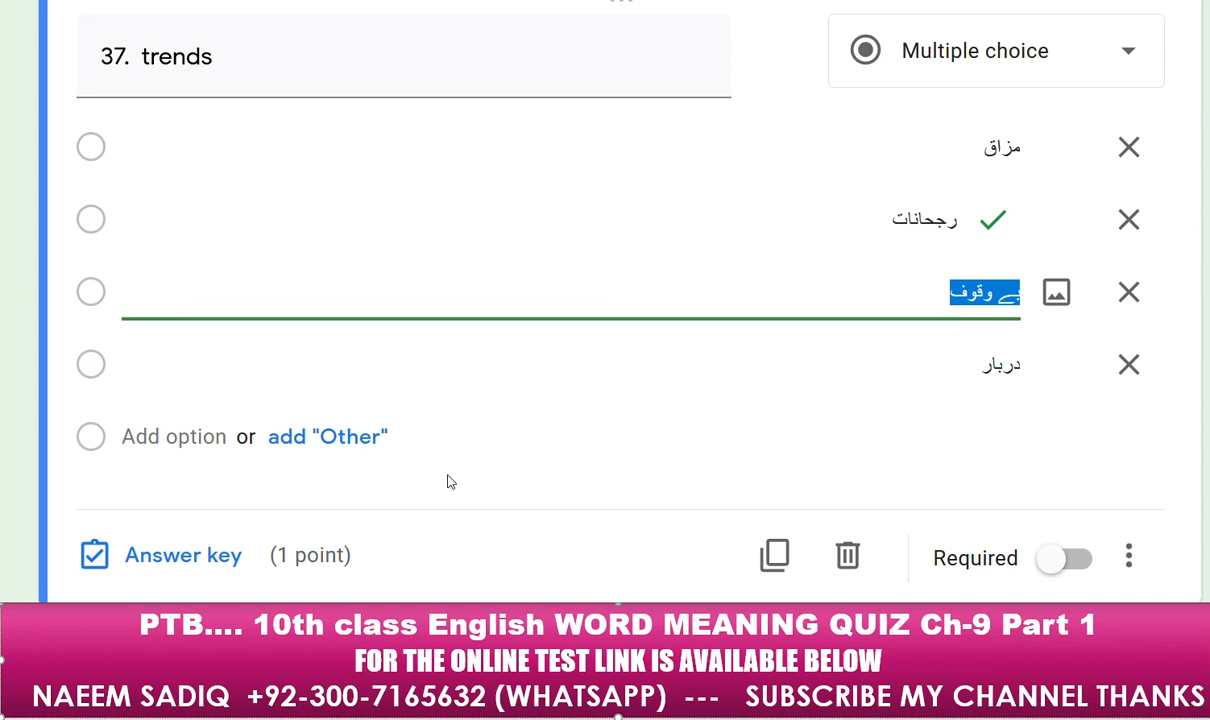 37. trends
Multiple choice
مزاق
رجحانات
بے وقوف
دربار
Add option or add "Other"
Answer key (1 point)
Required
PTB.... 10th class English WORD MEANING QUIZ Ch-9 Part 1
FOR THE ONLINE TEST LINK IS AVAILABLE BELOW
NAEEM SADIQ +92-300-7165632 (WHATSAPP) --- SUBSCRIBE MY CHANNEL THANKS